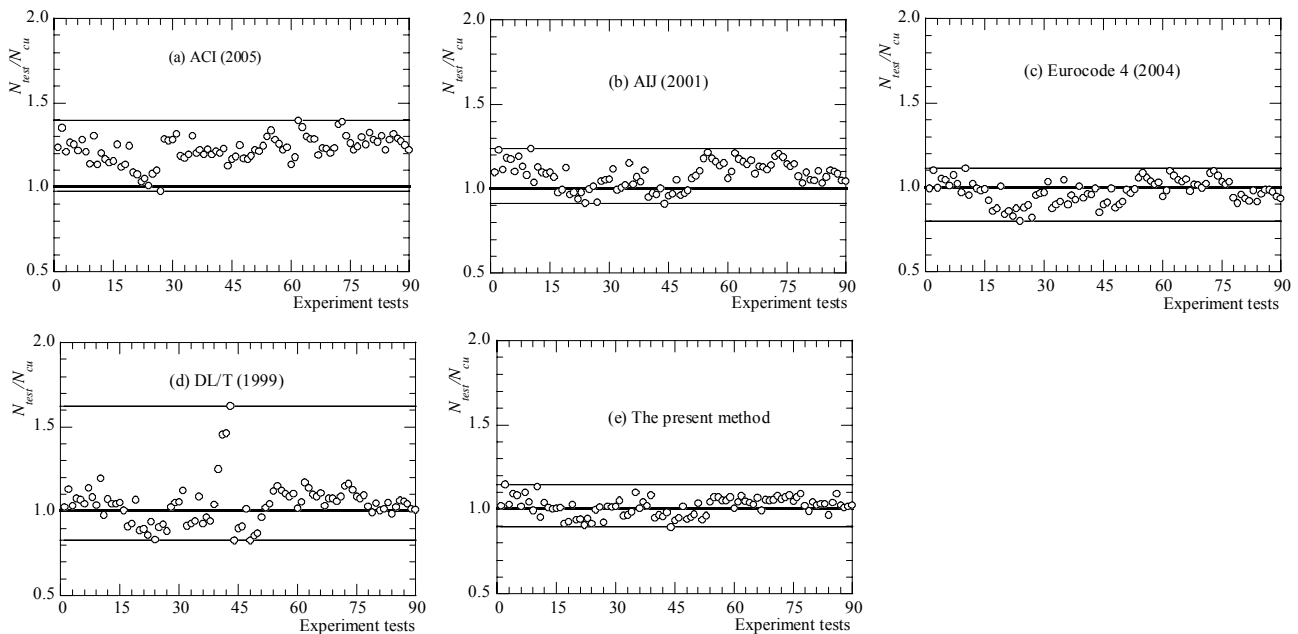 2.0
N_test/N_cu
(a) ACI (2005)
1.5
1.0
0.5
0 15 30 45 60 75 90
Experiment tests
2.0
N_test/N_cu
(b) AIJ (2001)
1.5
1.0
0.5
0 15 30 45 60 75 90
Experiment tests
2.0
N_test/N_cu
(c) Eurocode 4 (2004)
1.5
1.0
0.5
0 15 30 45 60 75 90
Experiment tests
2.0
N_test/N_cu
(d) DL/T (1999)
1.5
1.0
0.5
0 15 30 45 60 75 90
Experiment tests
2.0
N_test/N_cu
(e) The present method
1.5
1.0
0.5
0 15 30 45 60 75 90
Experiment tests